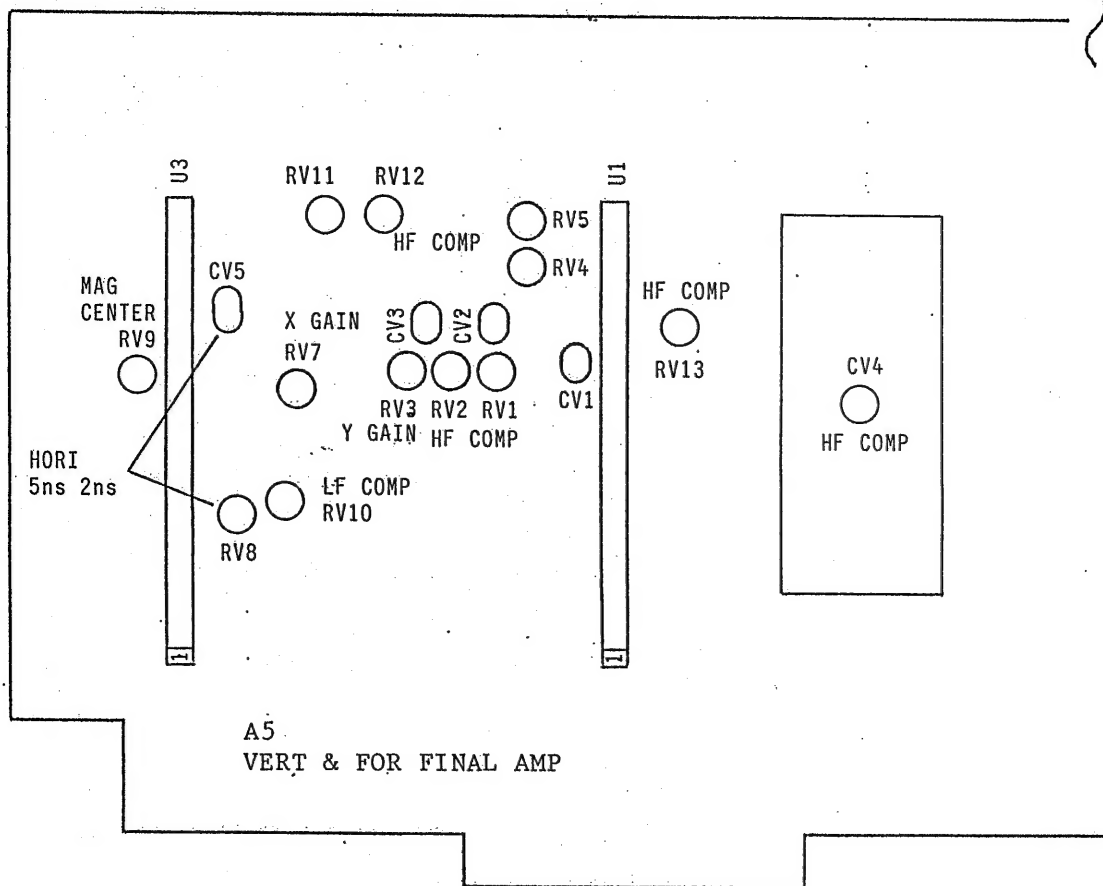 U3
RV11
RV12
HF COMP
U1
RV5
RV4
MAG
CENTER
RV9
CV5
X GAIN
RV7
CV3
CV2
RV3
RV2
RV1
Y GAIN
HF COMP
CV1
HF COMP
RV13
CV4
HF COMP
HORI
5ns 2ns
LF COMP
RV10
RV8
1
1
A5
VERT & FOR FINAL AMP